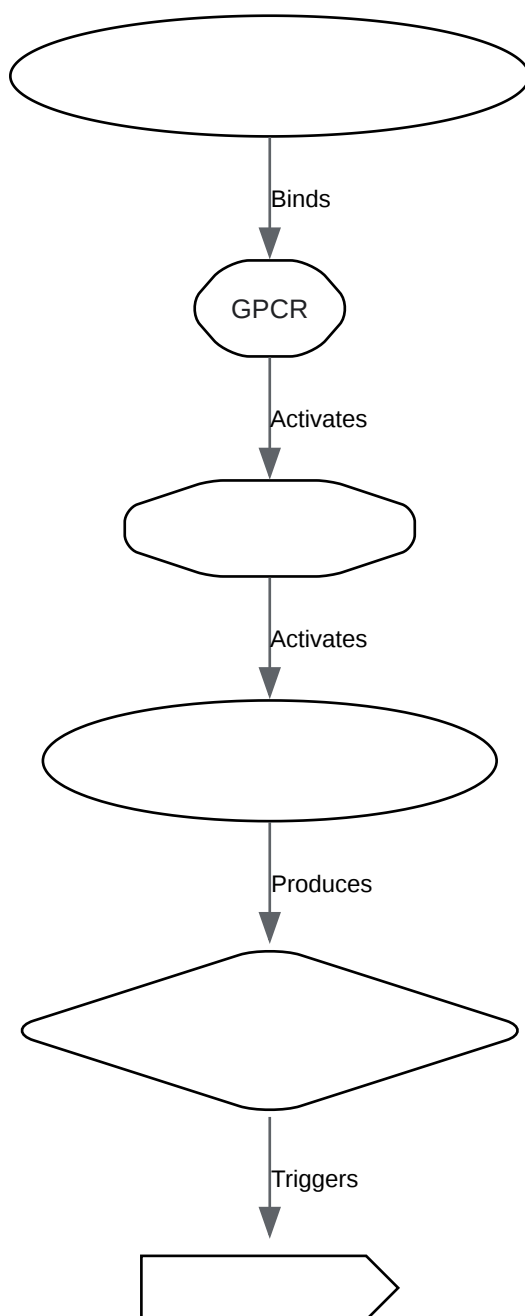 Binds
GPCR
Activates
Activates
Produces
Triggers